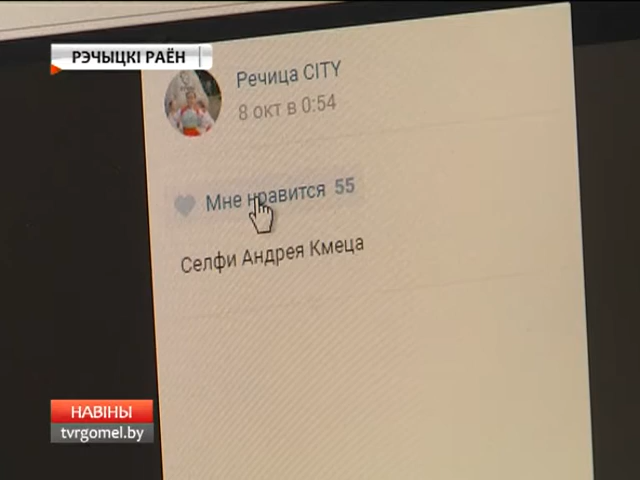 РЭЧЫЦКІ РАЁН
Речица CITY
8 окт в 0:54
Мне нравится 55
Селфи Андрея Кмеца
НАВІНЫ
tvrgomel.by